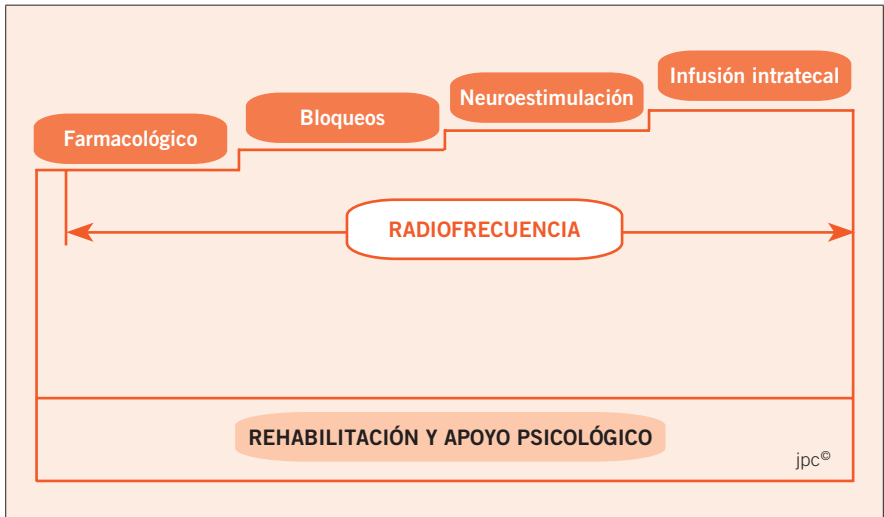 Infusión intratecal
Neuroestimulación
Bloqueos
Farmacológico
RADIOFRECUENCIA
REHABILITACIÓN Y APOYO PSICOLÓGICO
jpc©